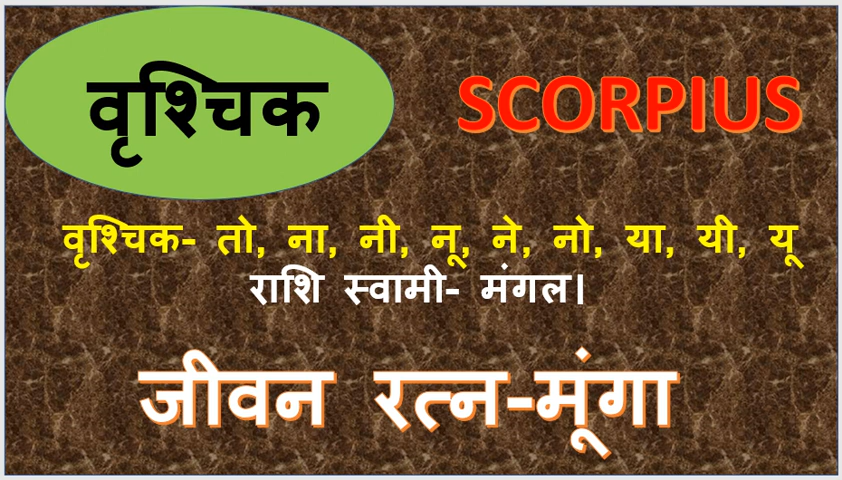 वृश्चिक
SCORPIUS
वृश्चिक- तो, ना, नी, नू, ने, नो, या, यी, यू
राशि स्वामी- मंगल।
जीवन रत्न-मूंगा